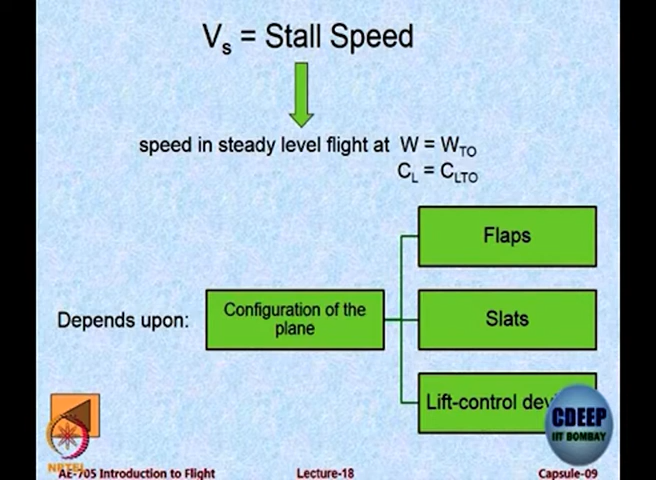 Vs = Stall Speed
speed in steady level flight at W = WTO
CL = CLTO
Flaps
Depends upon:
Configuration of the
plane
Slats
Lift-control
CDEEP
IIT BOMBAY
NPTEL
AE-705 Introduction to Flight
Lecture-18
Capsule-09